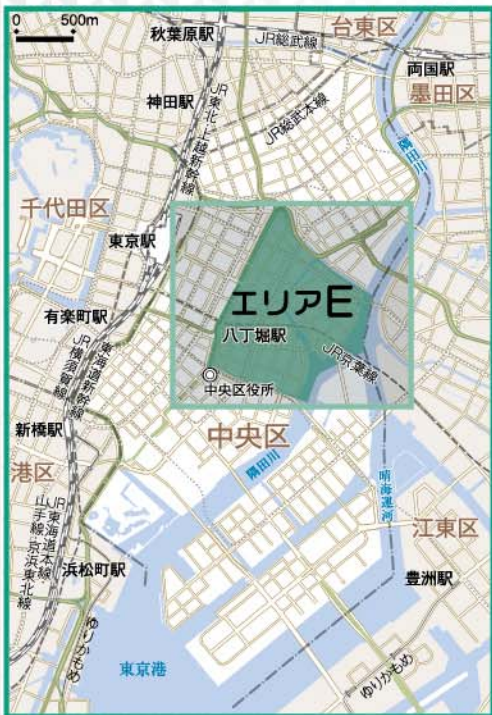 0 500m
秋葉原駅
JR総武線
台東区
両国駅
墨田区
神田駅
JR東北・上越新幹線
JR総武本線
隅田川
千代田区
東京駅
エリアE
八丁堀駅
有楽町駅
JR京葉線
東海道新幹線
JR横須賀線
中央区役所
新橋駅
中央区
港区
隅田川
晴海運河
JR東海道本線
山手線・京浜東北線
江東区
浜松町駅
豊洲駅
ゆりかもめ
東京港
ゆりかもめ